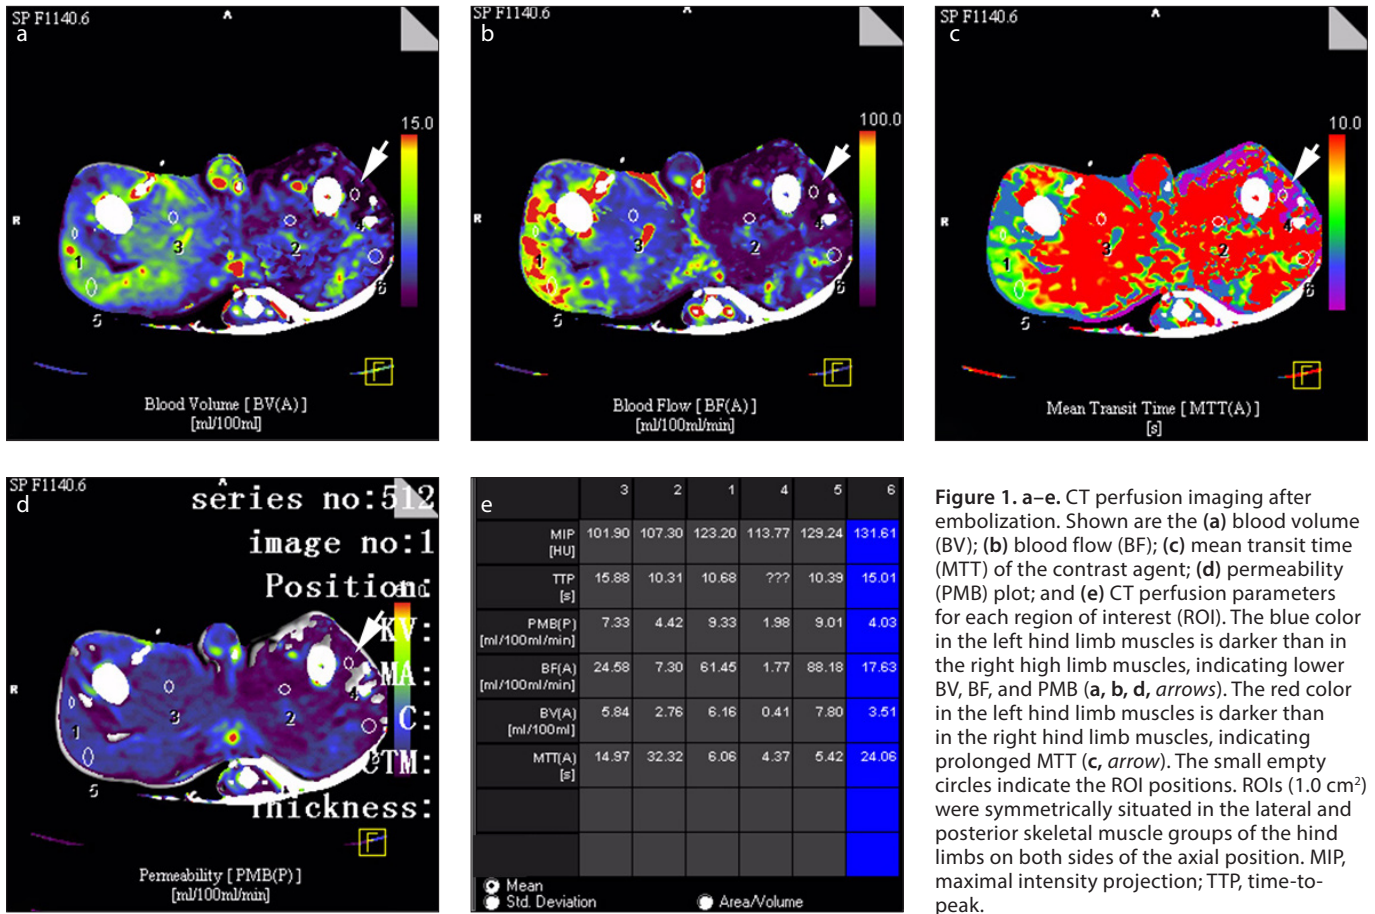 SP F1140.6
a
A
15.0
R
1
3
2
4
5
6
F
Blood Volume [ BV(A) ]
[ml/100ml]
SP F1140.6
b
A
100.0
R
1
3
2
4
5
6
F
Blood Flow [ BF(A) ]
[ml/100ml/min]
SP F1140.6
c
A
10.0
R
1
3
2
4
5
6
F
Mean Transit Time [ MTT(A) ]
[s]
SP F1140.6
d
A
series no:512
image no:1
Position:
KV:
MA:
C:
CTM:
Thickness:
R
1
3
2
4
5
F
Permeability [ PMB(P) ]
[ml/100ml/min]
e
3 2 1 4 5 6
MIP [HU] 101.90 107.30 123.20 113.77 129.24 131.61
TTP [s] 15.88 10.31 10.68 ??? 10.39 15.01
PMB(P) [ml/100ml/min] 7.33 4.42 9.33 1.98 9.01 4.03
BF(A) [ml/100ml/min] 24.58 7.30 61.45 1.77 88.18 17.63
BV(A) [ml/100ml] 5.84 2.76 6.16 0.41 7.80 3.51
MTT(A) [s] 14.97 32.32 6.06 4.37 5.42 24.06
Mean
Std. Deviation Area/Volume
Figure 1. a–e. CT perfusion imaging after
embolization. Shown are the (a) blood volume
(BV); (b) blood flow (BF); (c) mean transit time
(MTT) of the contrast agent; (d) permeability
(PMB) plot; and (e) CT perfusion parameters
for each region of interest (ROI). The blue color
in the left hind limb muscles is darker than in
the right high limb muscles, indicating lower
BV, BF, and PMB (a, b, d, arrows). The red color
in the left hind limb muscles is darker than
in the right hind limb muscles, indicating
prolonged MTT (c, arrow). The small empty
circles indicate the ROI positions. ROIs (1.0 cm²)
were symmetrically situated in the lateral and
posterior skeletal muscle groups of the hind
limbs on both sides of the axial position. MIP,
maximal intensity projection; TTP, time-to-
peak.